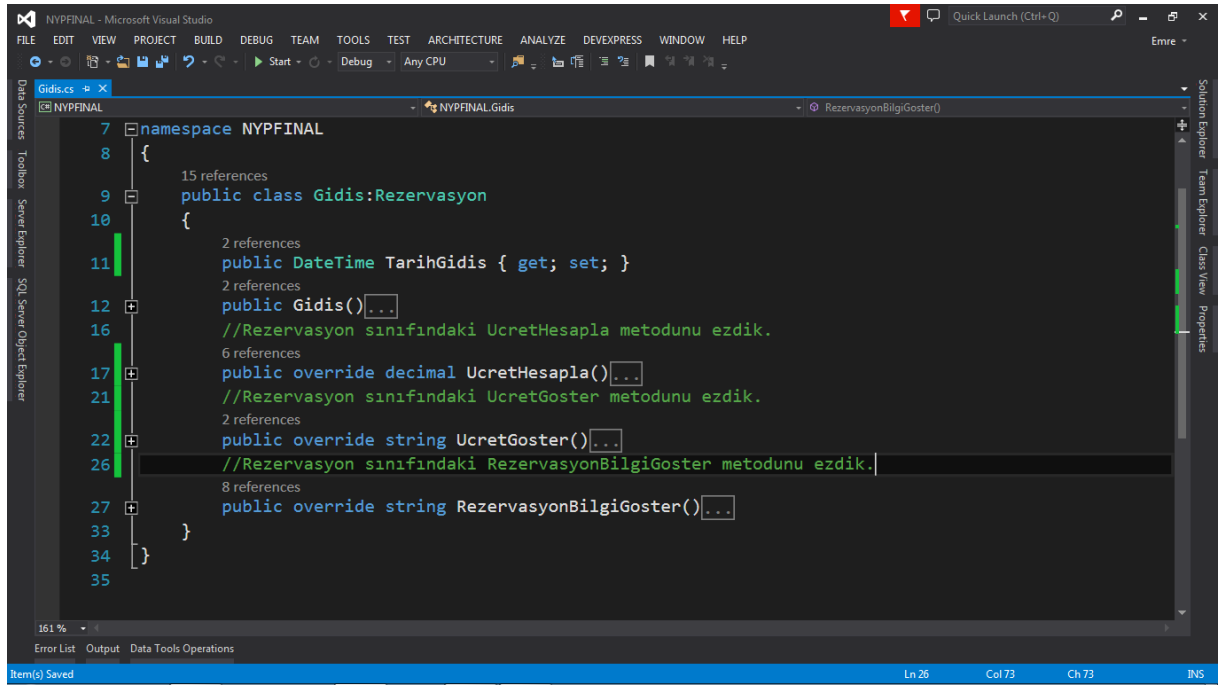 NYPFINAL - Microsoft Visual Studio
Quick Launch (Ctrl+Q)
FILE EDIT VIEW PROJECT BUILD DEBUG TEAM TOOLS TEST ARCHITECTURE ANALYZE DEVEXPRESS WINDOW HELP
Emre
Start Debug Any CPU
Data Sources
Toolbox
Server Explorer
SQL Server Object Explorer
Gidis.cs
NYPFINAL NYPFINAL.Gidis RezervasyonBilgiGoster()
7 namespace NYPFINAL
8 {
15 references
9 public class Gidis:Rezervasyon
10 {
2 references
11 public DateTime TarihGidis { get; set; }
2 references
12 public Gidis()...
16 //Rezervasyon sınıfındaki UcretHesapla metodunu ezdik.
6 references
17 public override decimal UcretHesapla()...
21 //Rezervasyon sınıfındaki UcretGoster metodunu ezdik.
2 references
22 public override string UcretGoster()...
26 //Rezervasyon sınıfındaki RezervasyonBilgiGoster metodunu ezdik.
8 references
27 public override string RezervasyonBilgiGoster()...
33 }
34 }
35
161 %
Solution Explorer
Team Explorer
Class View
Properties
Error List Output Data Tools Operations
Item(s) Saved Ln 26 Col 73 Ch 73 INS